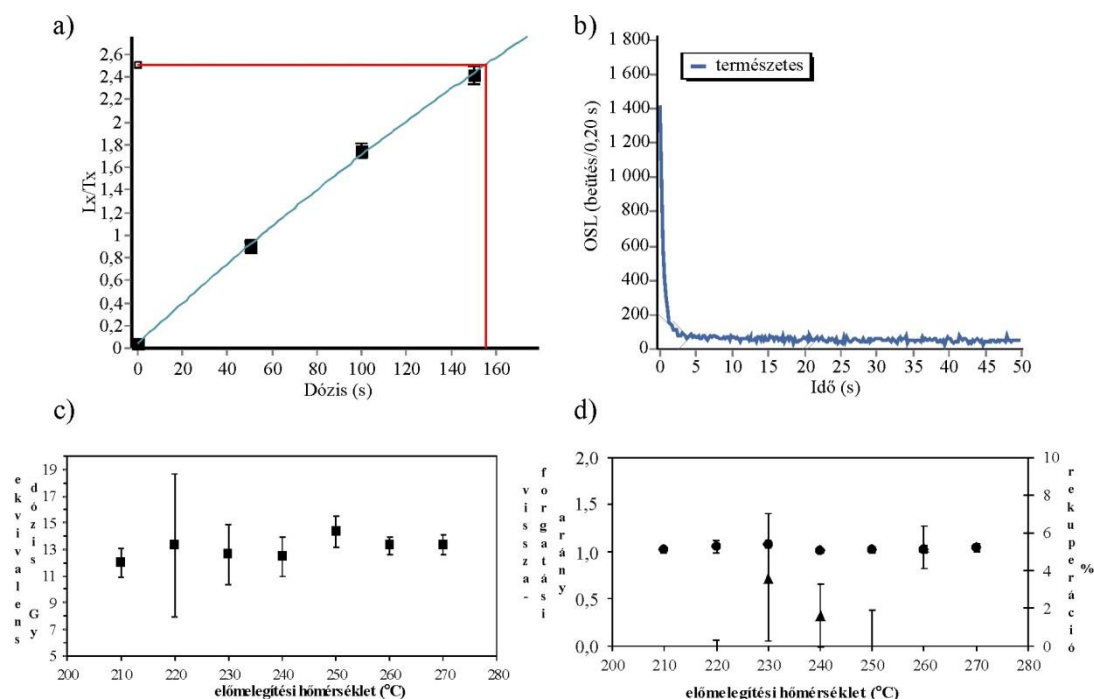 a)
Lx/Tx
2,6
2,4
2,2
2
1,8
1,6
1,4
1,2
1
0,8
0,6
0,4
0,2
0
0 20 40 60 80 100 120 140 160
Dózis (s)
b)
OSL (beütés/0,20 s)
1 800
1 600
1 400
1 200
1 000
800
600
400
200
0
természetes
0 5 10 15 20 25 30 35 40 45 50
Idő (s)
c)
ekvivalens
dózis
Gy
19
17
15
13
11
9
7
5
200 210 220 230 240 250 260 270 280
előmelegítési hőmérséklet (°C)
d)
vissza-
forgatási
arány
2,0
1,5
1,0
0,5
0,0
10
8
6
4
2
0
rekuperáció
%
200 210 220 230 240 250 260 270 280
előmelegítési hőmérséklet (°C)